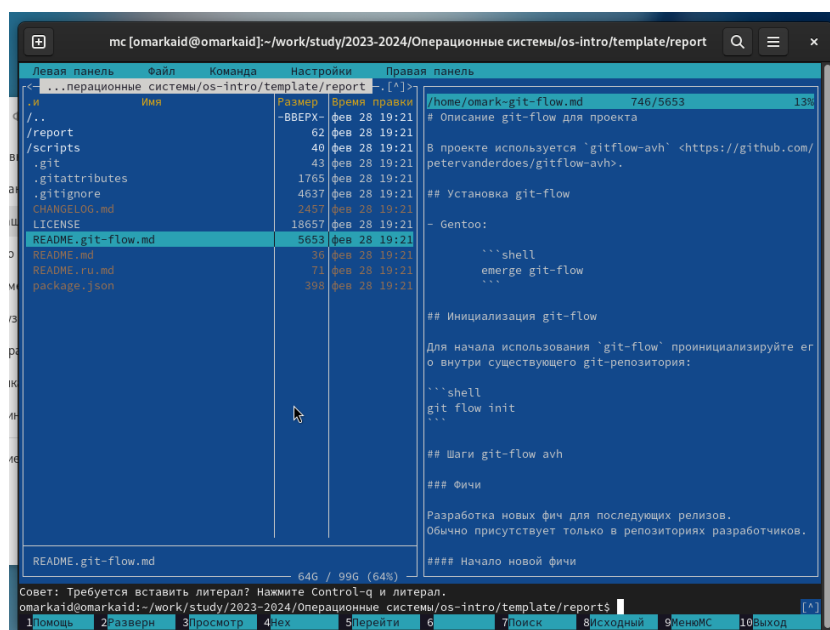 mc [omarkaid@omarkaid]:~/work/study/2023-2024/Операционные системы/os-intro/template/report
Левая панель Файл Команда Настройки Правая панель
<─ ...перационные системы/os-intro/template/report ─.[^]>
.и Имя Размер Время правки
/.. -ВВЕРХ- фев 28 19:21
/report 62 фев 28 19:21
/scripts 40 фев 28 19:21
.git 43 фев 28 19:21
.gitattributes 1765 фев 28 19:21
.gitignore 4637 фев 28 19:21
CHANGELOG.md 2457 фев 28 19:21
LICENSE 18657 фев 28 19:21
README.git-flow.md 5653 фев 28 19:21
README.md 36 фев 28 19:21
README.ru.md 71 фев 28 19:21
package.json 398 фев 28 19:21
README.git-flow.md
64G / 99G (64%)
/home/omark-git-flow.md 746/5653 13%
# Описание git-flow для проекта
В проекте используется `gitflow-avh` <https://github.com/
petervanderdoes/gitflow-avh>.
## Установка git-flow
- Gentoo:
```shell
emerge git-flow
```
## Инициализация git-flow
Для начала использования `git-flow` проинициализируйте ег
о внутри существующего git-репозитория:
```shell
git flow init
```
## Шаги git-flow avh
### Фичи
Разработка новых фич для последующих релизов.
Обычно присутствует только в репозиториях разработчиков.
#### Начало новой фичи
Совет: Требуется вставить литерал? Нажмите Control-q и литерал.
omarkaid@omarkaid:~/work/study/2023-2024/Операционные системы/os-intro/template/report$ [^]
1Помощь 2Разверн 3Просмотр 4Hex 5Перейти 6 7Поиск 8Исходный 9МенюMC 10Выход